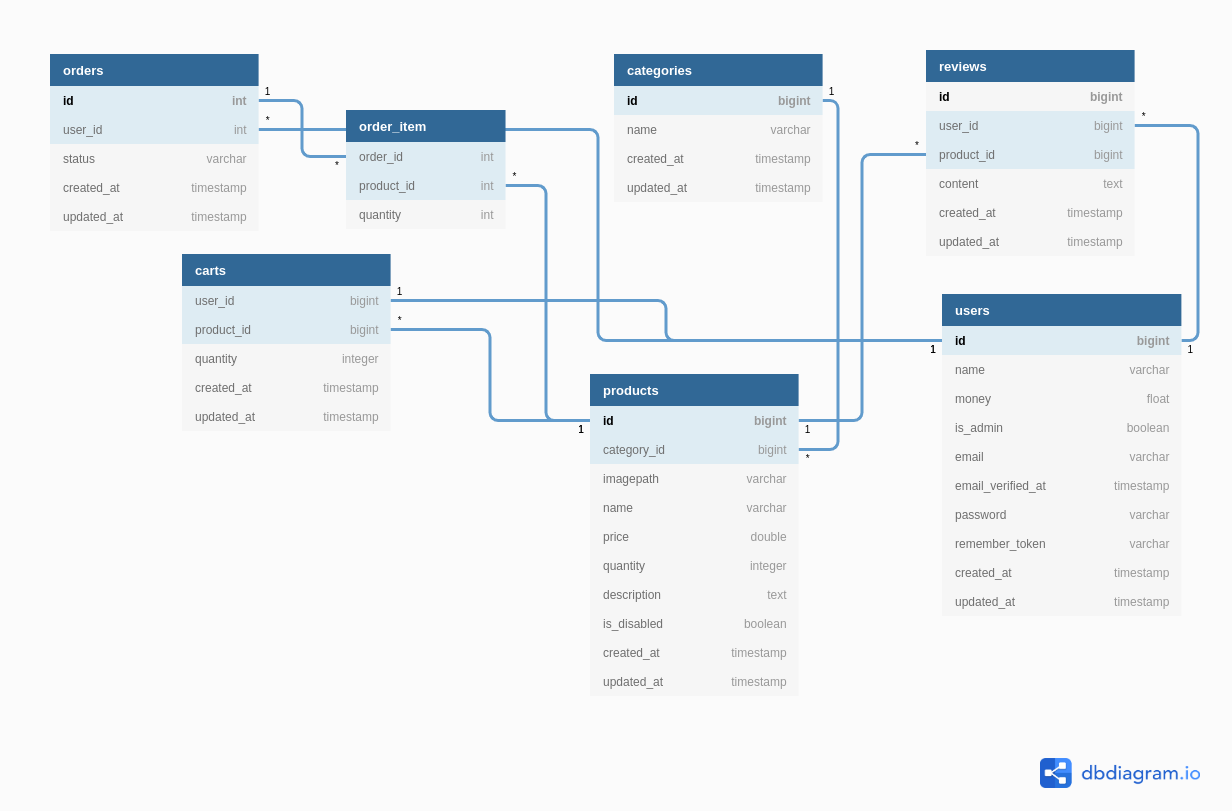 orders
id int
user_id int
status varchar
created_at timestamp
updated_at timestamp
1
*
*
order_item
order_id int
product_id int
quantity int
*
categories
id bigint
name varchar
created_at timestamp
updated_at timestamp
1
reviews
id bigint
user_id bigint
product_id bigint
content text
created_at timestamp
updated_at timestamp
*
*
carts
user_id bigint
product_id bigint
quantity integer
created_at timestamp
updated_at timestamp
1
*
users
id bigint
name varchar
money float
is_admin boolean
email varchar
email_verified_at timestamp
password varchar
remember_token varchar
created_at timestamp
updated_at timestamp
1
1
products
id bigint
category_id bigint
imagepath varchar
name varchar
price double
quantity integer
description text
is_disabled boolean
created_at timestamp
updated_at timestamp
1
1
*
dbdiagram.io